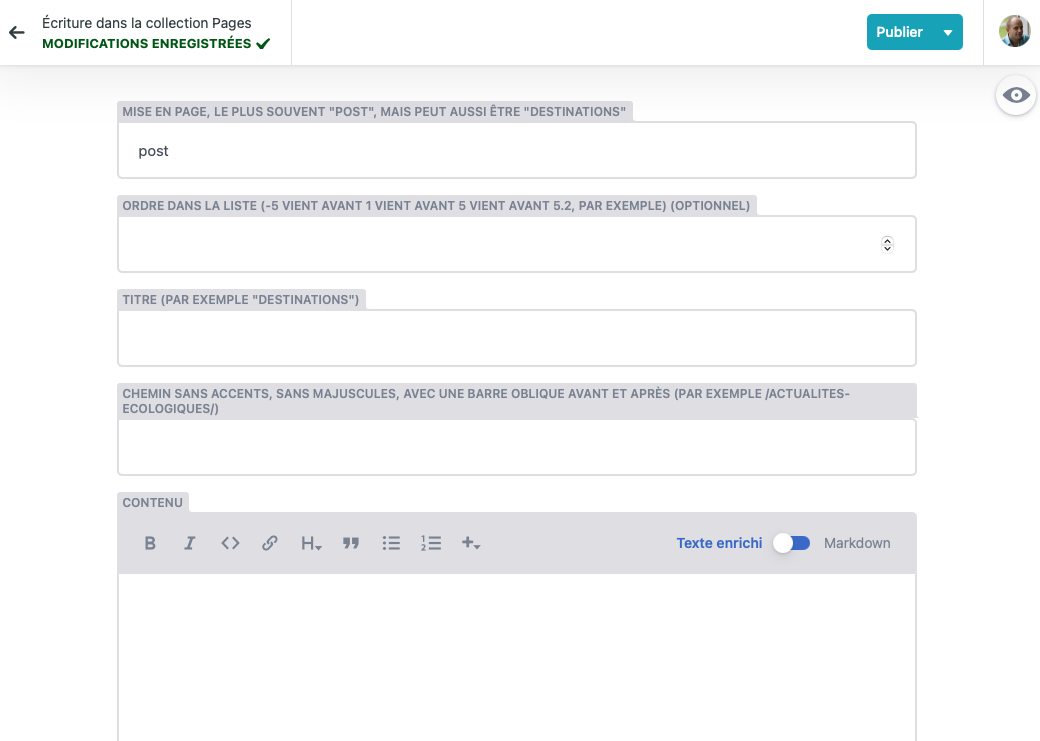 Écriture dans la collection Pages
MODIFICATIONS ENREGISTRÉES
Publier
MISE EN PAGE, LE PLUS SOUVENT "POST", MAIS PEUT AUSSI ÊTRE "DESTINATIONS"
post
ORDRE DANS LA LISTE (-5 VIENT AVANT 1 VIENT AVANT 5 VIENT AVANT 5.2, PAR EXEMPLE) (OPTIONNEL)
TITRE (PAR EXEMPLE "DESTINATIONS")
CHEMIN SANS ACCENTS, SANS MAJUSCULES, AVEC UNE BARRE OBLIQUE AVANT ET APRÈS (PAR EXEMPLE /ACTUALITES-
ECOLOGIQUES/)
CONTENU
Texte enrichi Markdown